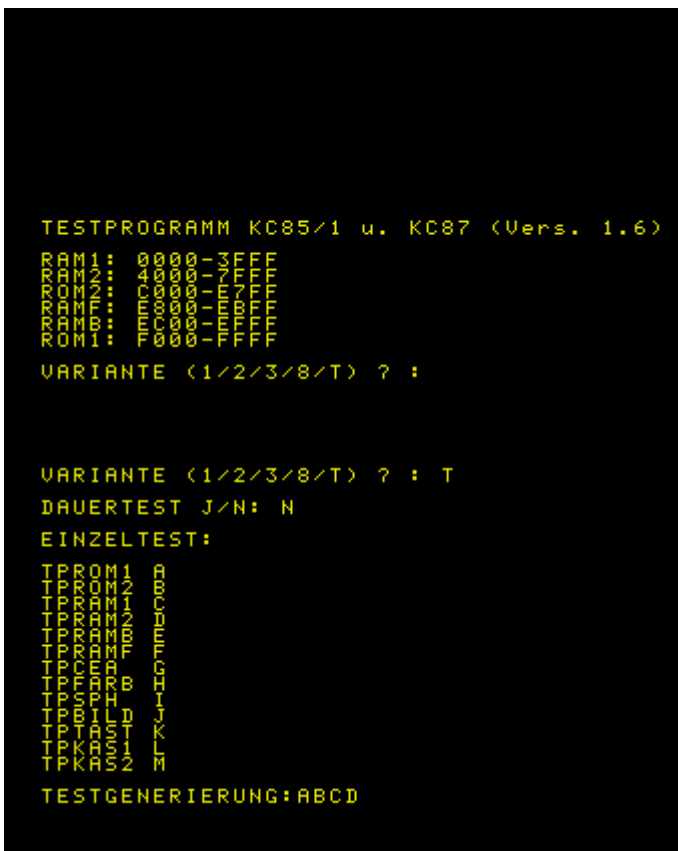 TESTPROGRAMM KC85/1 u. KC87 (Vers. 1.6)
RAM1: 0000-3FFF
RAM2: 4000-7FFF
ROM2: C000-E7FF
RAMF: E800-EBFF
RAMB: EC00-EFFF
ROM1: F000-FFFF
VARIANTE (1/2/3/8/T) ? :
VARIANTE (1/2/3/8/T) ? : T
DAUERTEST J/N: N
EINZELTEST:
TPROM1 A
TPROM2 B
TPRAM1 C
TPRAM2 D
TPRAMB E
TPRAMF F
TPCEA G
TPFARB H
TPSPH I
TPBILD J
TPTAST K
TPKAS1 L
TPKAS2 M
TESTGENERIERUNG:ABCD